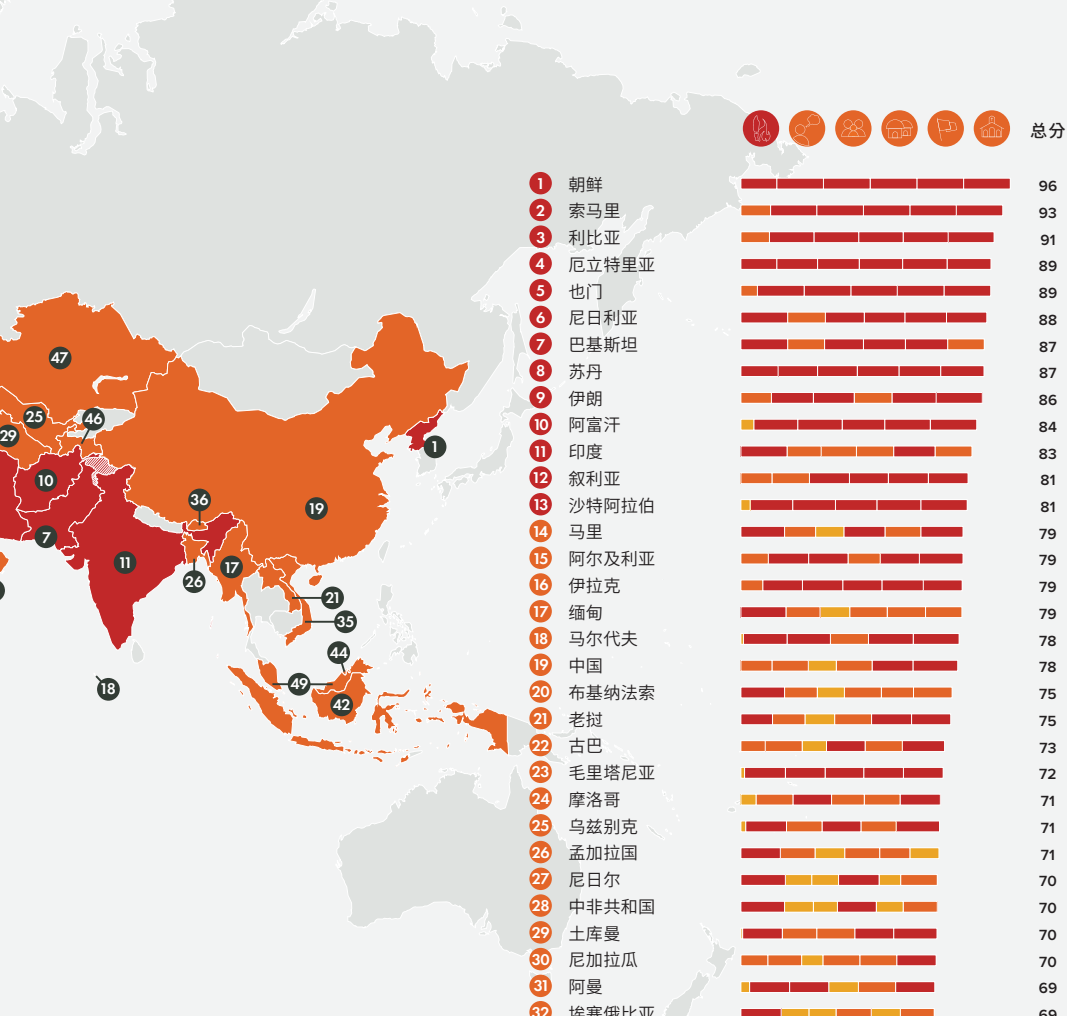 总分
1 朝鲜 96
2 索马里 93
3 利比亚 91
4 厄立特里亚 89
5 也门 89
6 尼日利亚 88
7 巴基斯坦 87
8 苏丹 87
9 伊朗 86
10 阿富汗 84
11 印度 83
12 叙利亚 81
13 沙特阿拉伯 81
14 马里 79
15 阿尔及利亚 79
16 伊拉克 79
17 缅甸 79
18 马尔代夫 78
19 中国 78
20 布基纳法索 75
21 老挝 75
22 古巴 73
23 毛里塔尼亚 72
24 摩洛哥 71
25 乌兹别克 71
26 孟加拉国 71
27 尼日尔 70
28 中非共和国 70
29 土库曼 70
30 尼加拉瓜 70
31 阿曼 69
32 埃塞俄比亚 69
47
25
46
29
1
10
36
19
7
11
17
26
21
35
44
18
49
42